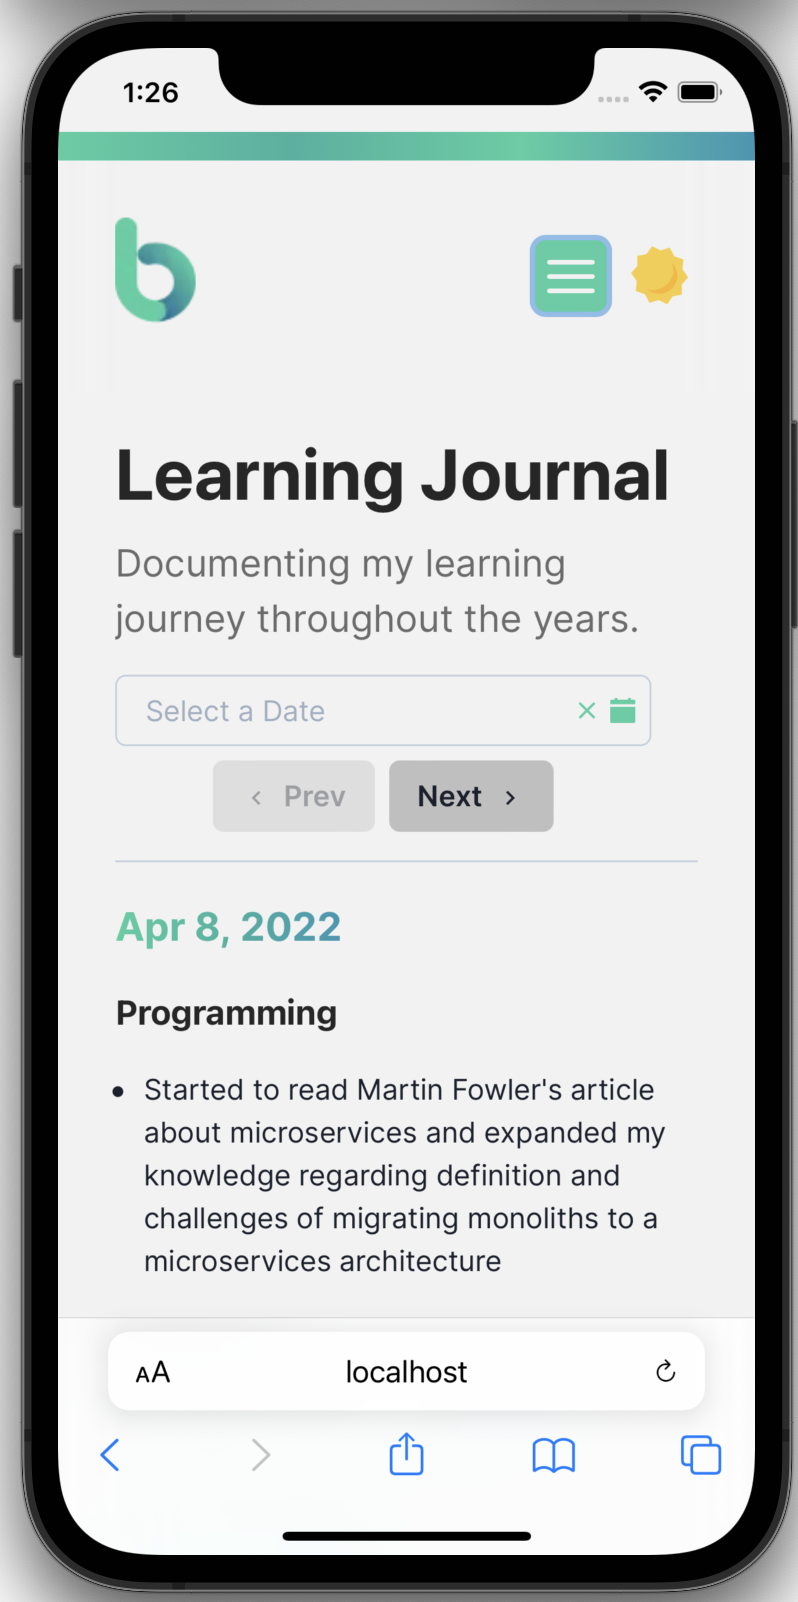 1:26
b
Learning Journal
Documenting my learning
journey throughout the years.
Select a Date
Prev
Next
Apr 8, 2022
Programming
Started to read Martin Fowler's article
about microservices and expanded my
knowledge regarding definition and
challenges of migrating monoliths to a
microservices architecture
AA localhost